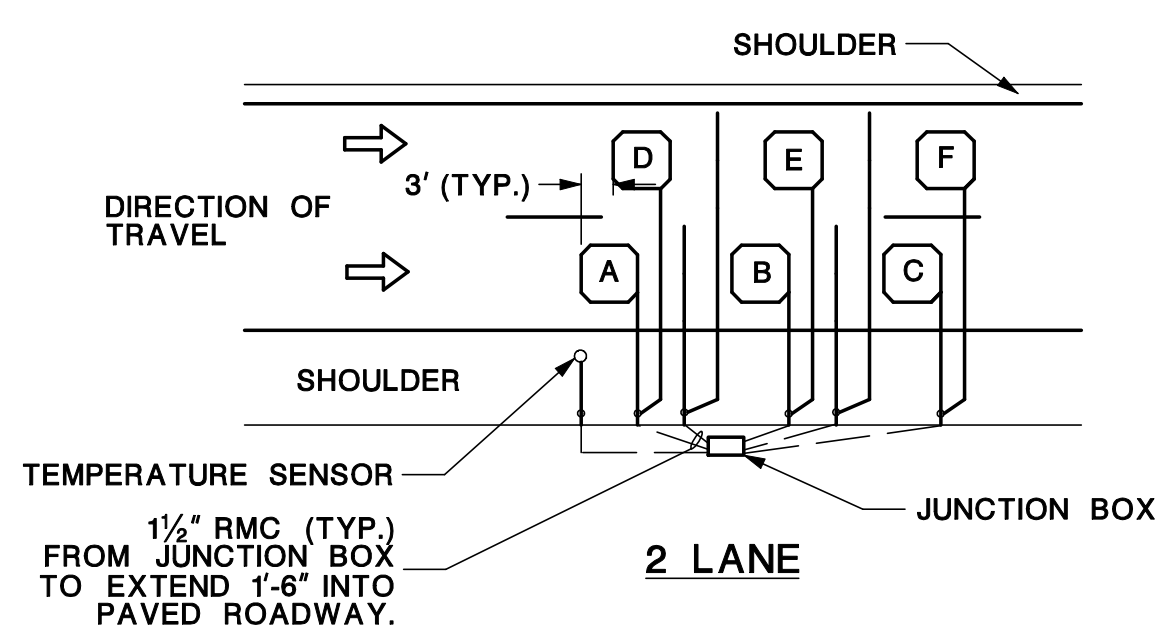 SHOULDER
D
E
F
3' (TYP.)
DIRECTION OF
TRAVEL
A
B
C
SHOULDER
TEMPERATURE SENSOR
JUNCTION BOX
1½" RMC (TYP.)
FROM JUNCTION BOX
TO EXTEND 1'-6" INTO
PAVED ROADWAY.
2 LANE